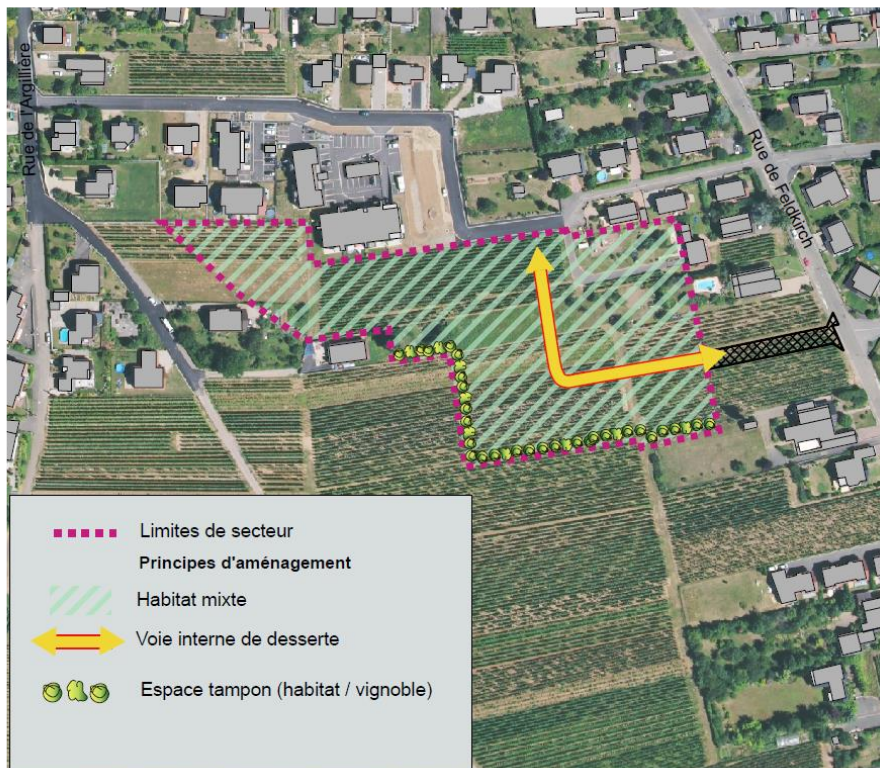 Rue de l'Argillière
Rue de Feldkirch
Limites de secteur
Principes d'aménagement
Habitat mixte
Voie interne de desserte
Espace tampon (habitat / vignoble)